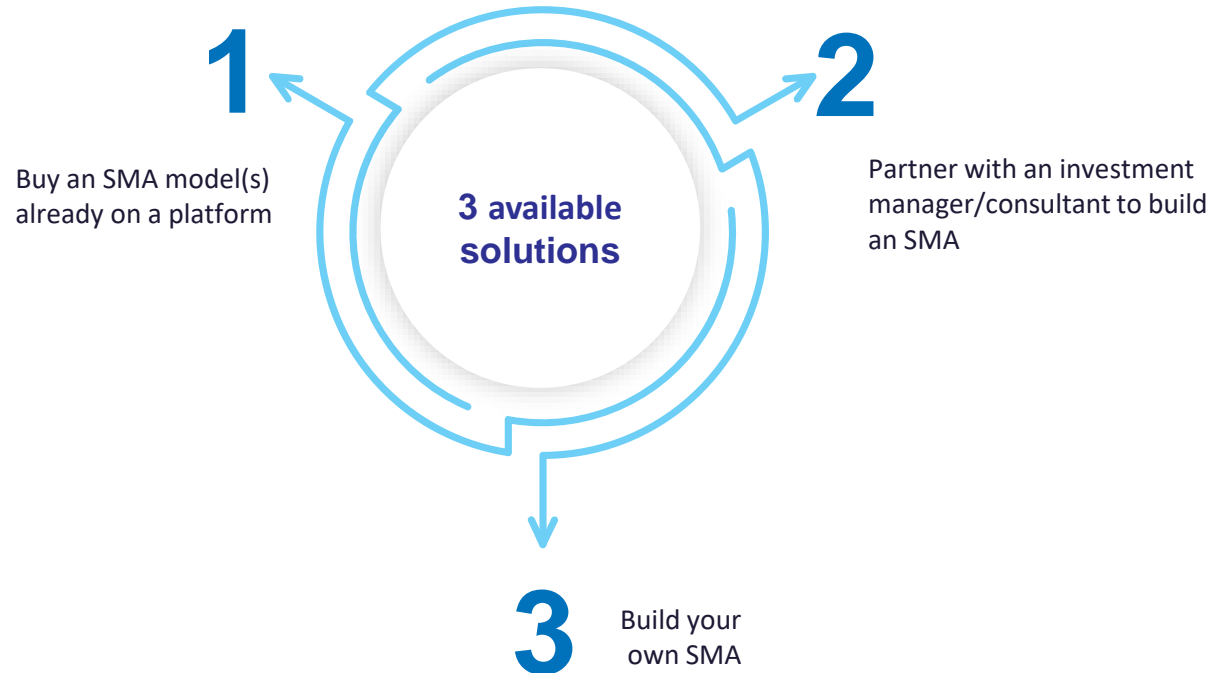 1
Buy an SMA model(s)
already on a platform
3 available
solutions
2
Partner with an investment
manager/consultant to build
an SMA
3
Build your
own SMA